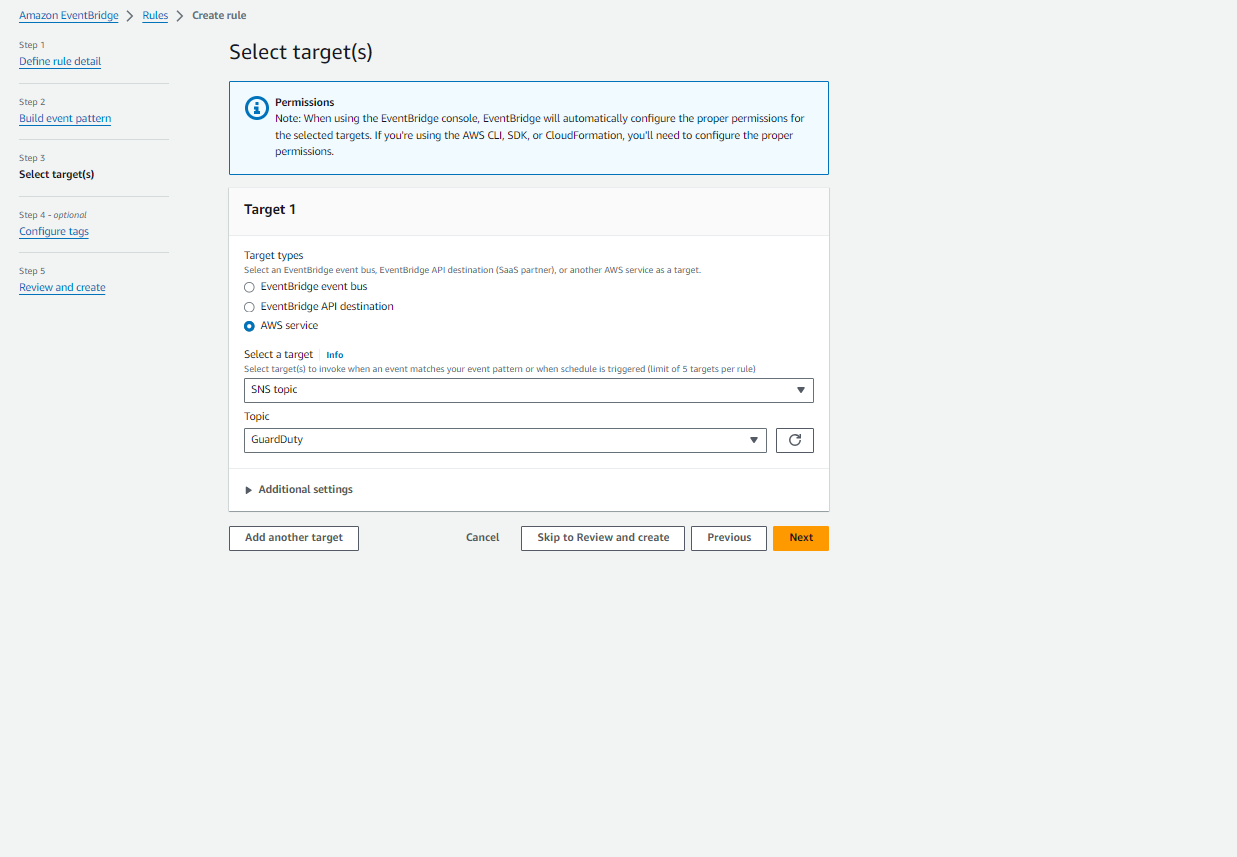 Amazon EventBridge > Rules > Create rule
Step 1
Define rule detail
Step 2
Build event pattern
Step 3
Select target(s)
Step 4 - optional
Configure tags
Step 5
Review and create
Select target(s)
Permissions
Note: When using the EventBridge console, EventBridge will automatically configure the proper permissions for
the selected targets. If you're using the AWS CLI, SDK, or CloudFormation, you'll need to configure the proper
permissions.
Target 1
Target types
Select an EventBridge event bus, EventBridge API destination (SaaS partner), or another AWS service as a target.
EventBridge event bus
EventBridge API destination
AWS service
Select a target Info
Select target(s) to invoke when an event matches your event pattern or when schedule is triggered (limit of 5 targets per rule)
SNS topic
Topic
GuardDuty
Additional settings
Add another target Cancel Skip to Review and create Previous Next